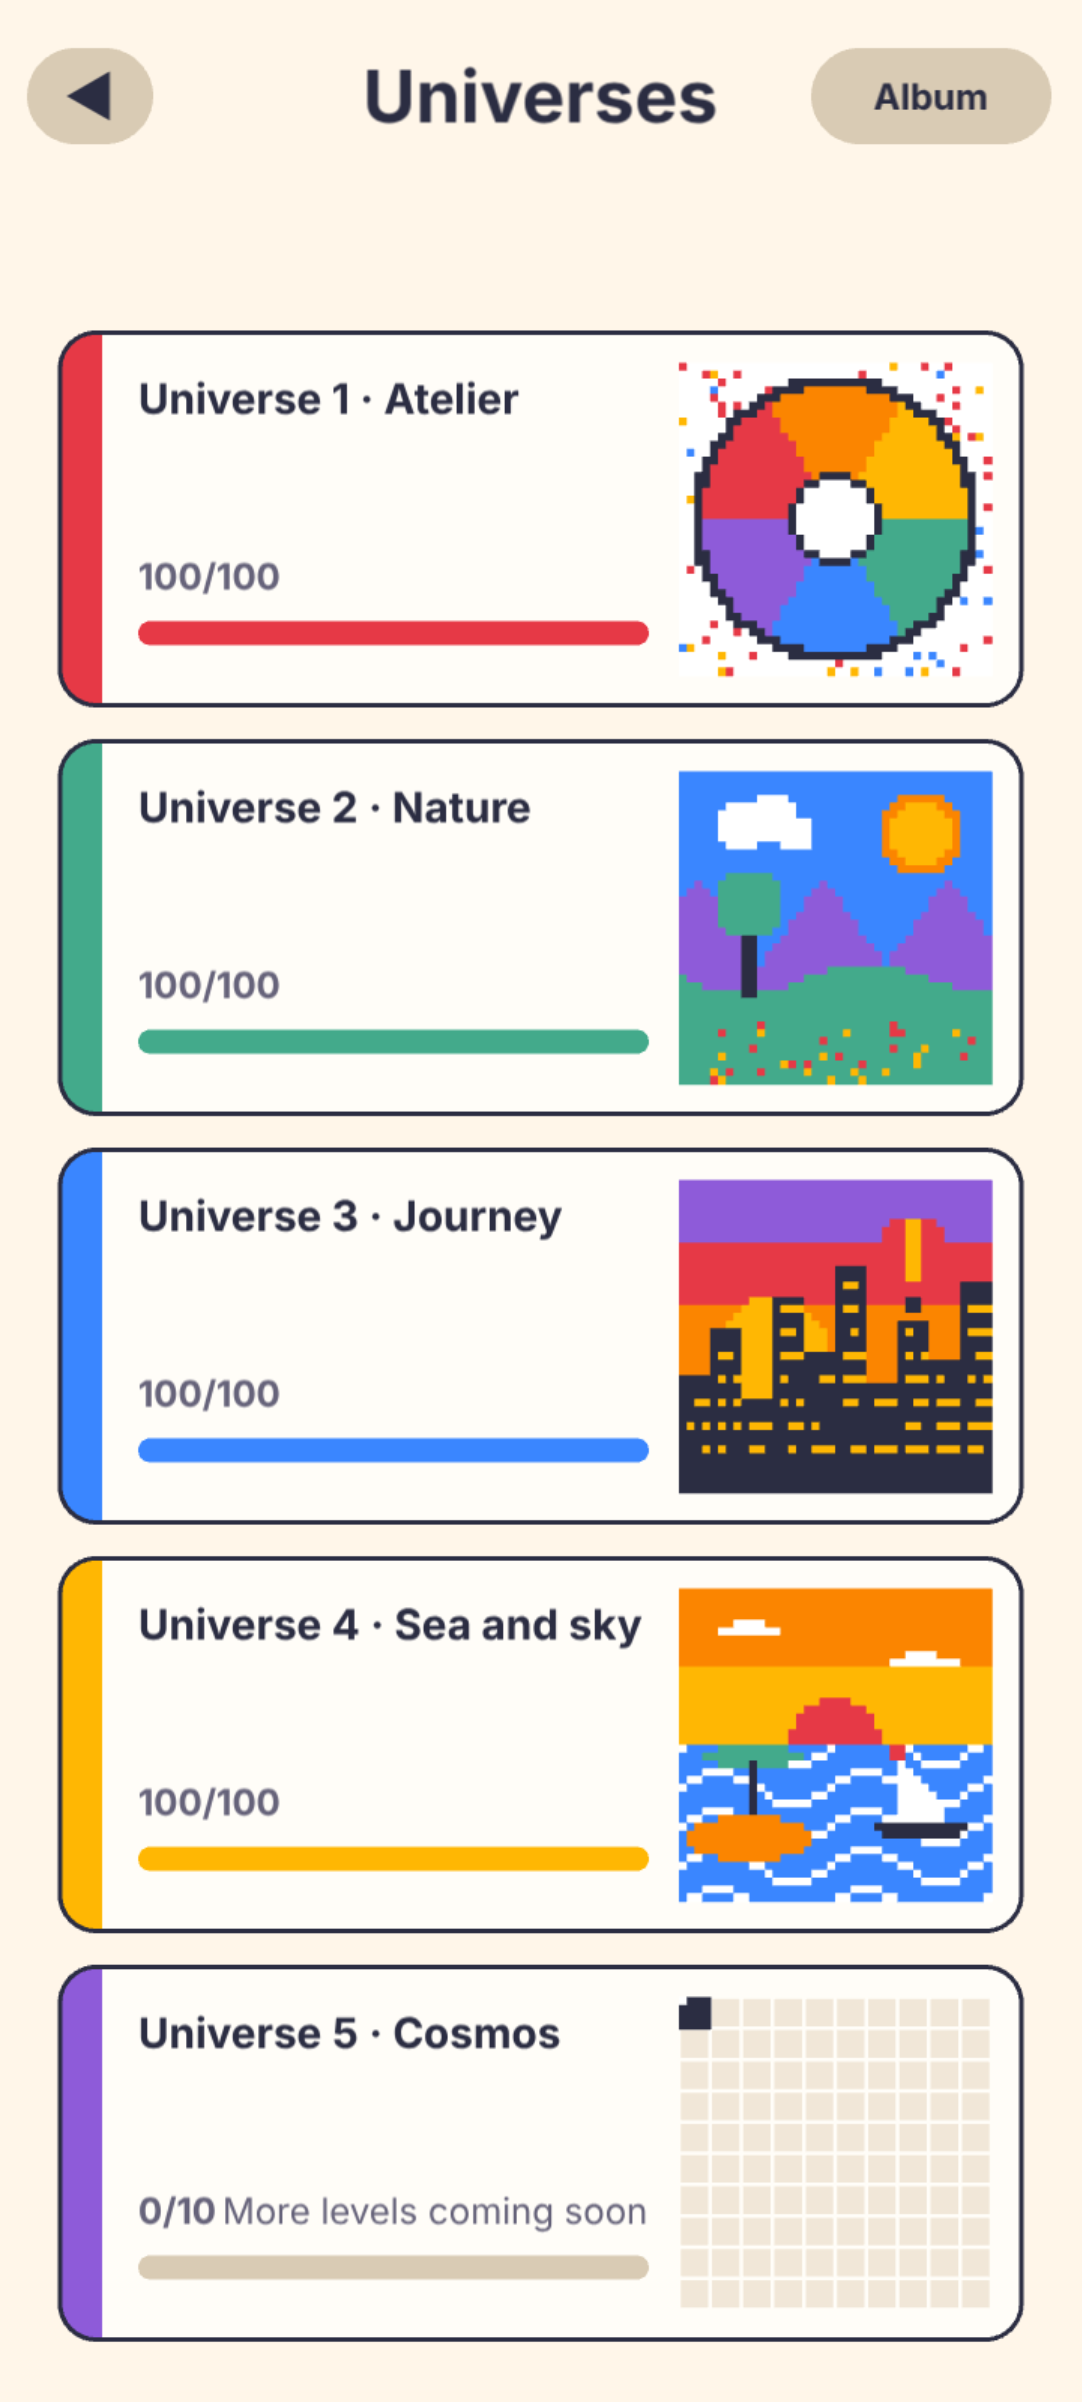 Universes
Album
Universe 1 · Atelier
100/100
Universe 2 · Nature
100/100
Universe 3 · Journey
100/100
Universe 4 · Sea and sky
100/100
Universe 5 · Cosmos
0/10 More levels coming soon